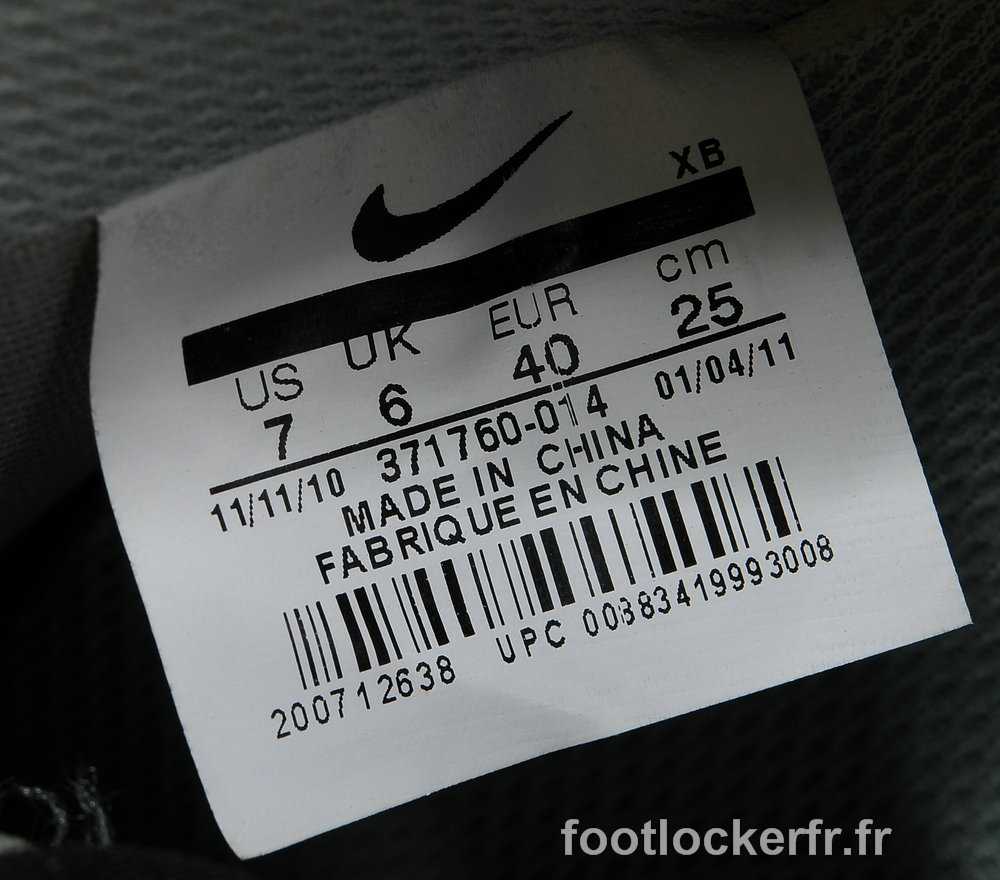 XB
US UK EUR cm
7 6 40 25
11/11/10 371760-014 01/04/11
MADE IN CHINA
FABRIQUE EN CHINE
200712638 UPC 00883419993008
footlockerfr.fr